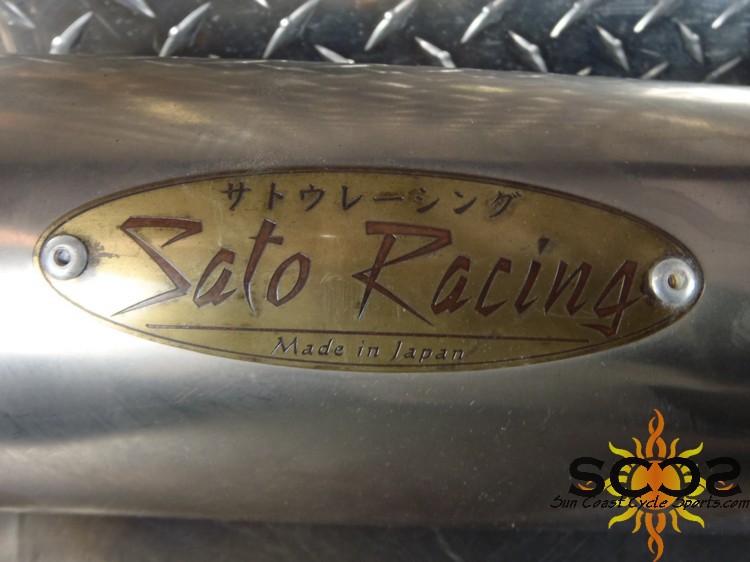 サトウレーシング
Sato Racing
Made in Japan
SCCS
Sun Coast Cycle Sports.com